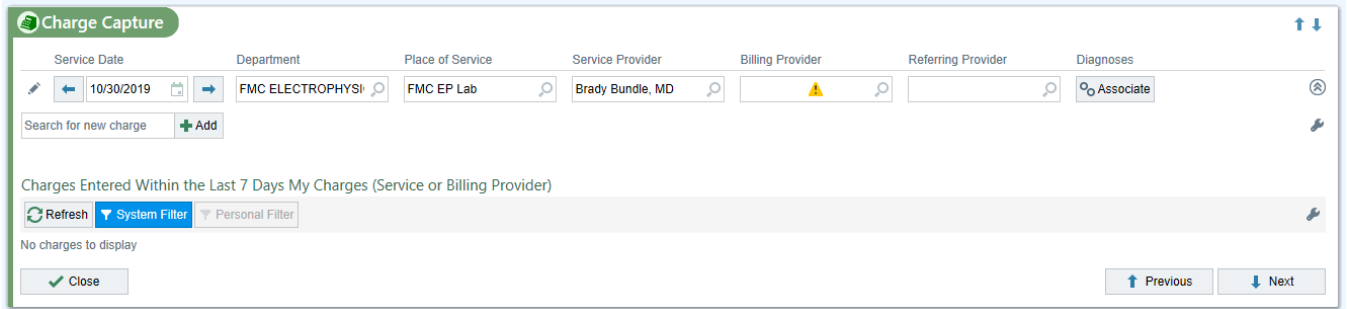 Charge Capture
Service Date Department Place of Service Service Provider Billing Provider Referring Provider Diagnoses
10/30/2019 FMC ELECTROPHYSI FMC EP Lab Brady Bundle, MD Associate
Search for new charge Add
Charges Entered Within the Last 7 Days My Charges (Service or Billing Provider)
Refresh System Filter Personal Filter
No charges to display
Close Previous Next